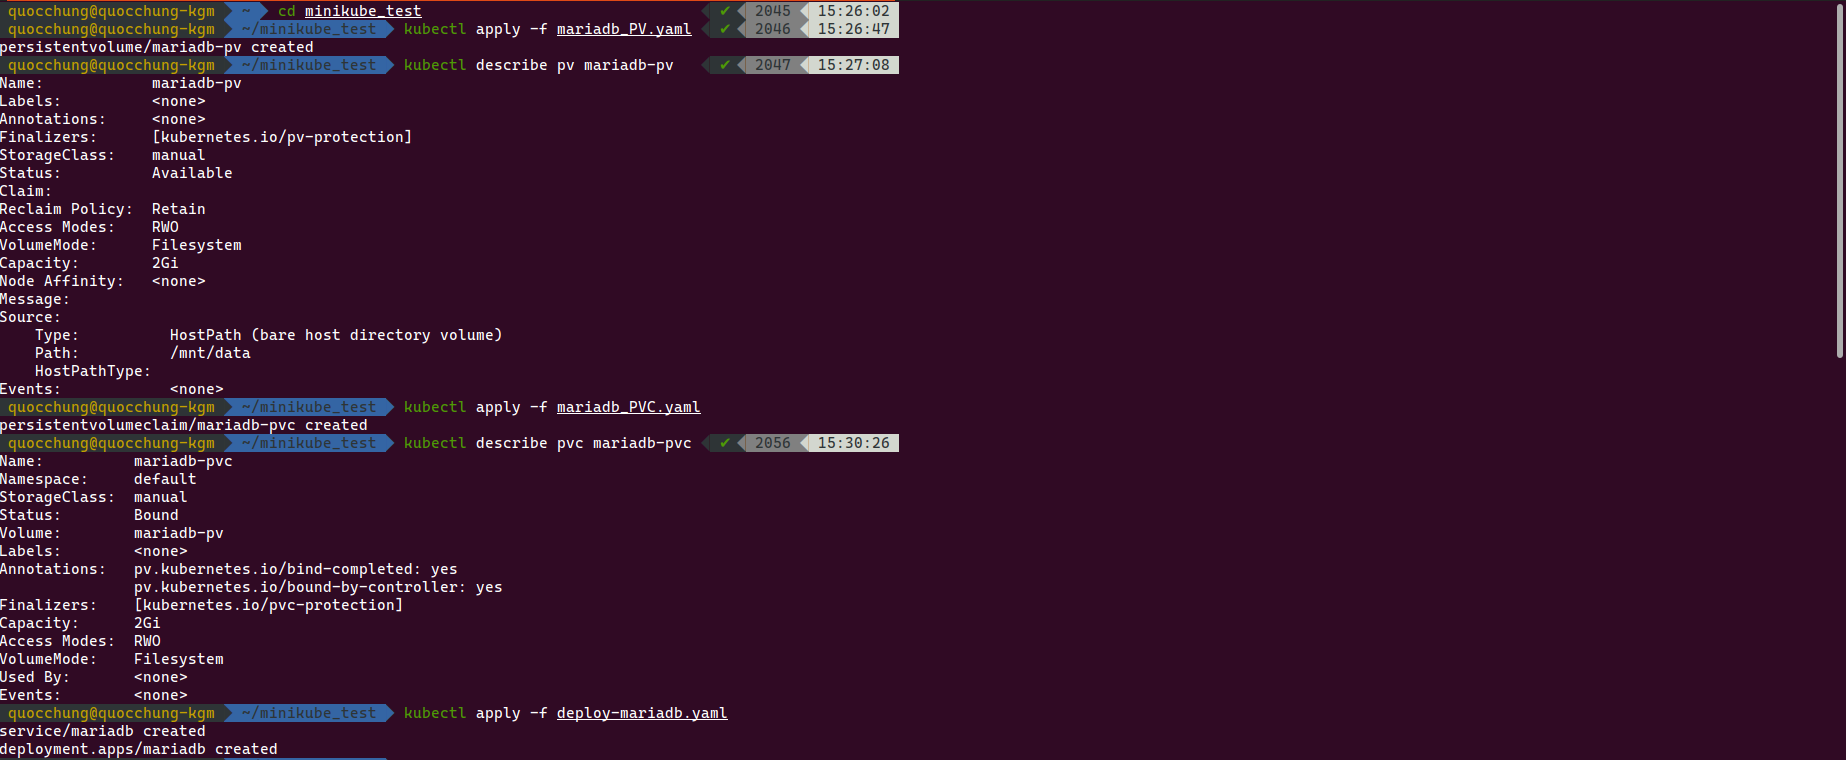 quocchung@quocchung-kgm ~ cd minikube_test ✔ 2045 15:26:02
quocchung@quocchung-kgm ~/minikube_test kubectl apply -f mariadb_PV.yaml ✔ 2046 15:26:47
persistentvolume/mariadb-pv created
quocchung@quocchung-kgm ~/minikube_test kubectl describe pv mariadb-pv ✔ 2047 15:27:08
Name: mariadb-pv
Labels: <none>
Annotations: <none>
Finalizers: [kubernetes.io/pv-protection]
StorageClass: manual
Status: Available
Claim:
Reclaim Policy: Retain
Access Modes: RWO
VolumeMode: Filesystem
Capacity: 2Gi
Node Affinity: <none>
Message:
Source:
Type: HostPath (bare host directory volume)
Path: /mnt/data
HostPathType:
Events: <none>
quocchung@quocchung-kgm ~/minikube_test kubectl apply -f mariadb_PVC.yaml
persistentvolumeclaim/mariadb-pvc created
quocchung@quocchung-kgm ~/minikube_test kubectl describe pvc mariadb-pvc ✔ 2056 15:30:26
Name: mariadb-pvc
Namespace: default
StorageClass: manual
Status: Bound
Volume: mariadb-pv
Labels: <none>
Annotations: pv.kubernetes.io/bind-completed: yes
pv.kubernetes.io/bound-by-controller: yes
Finalizers: [kubernetes.io/pvc-protection]
Capacity: 2Gi
Access Modes: RWO
VolumeMode: Filesystem
Used By: <none>
Events: <none>
quocchung@quocchung-kgm ~/minikube_test kubectl apply -f deploy-mariadb.yaml
service/mariadb created
deployment.apps/mariadb created